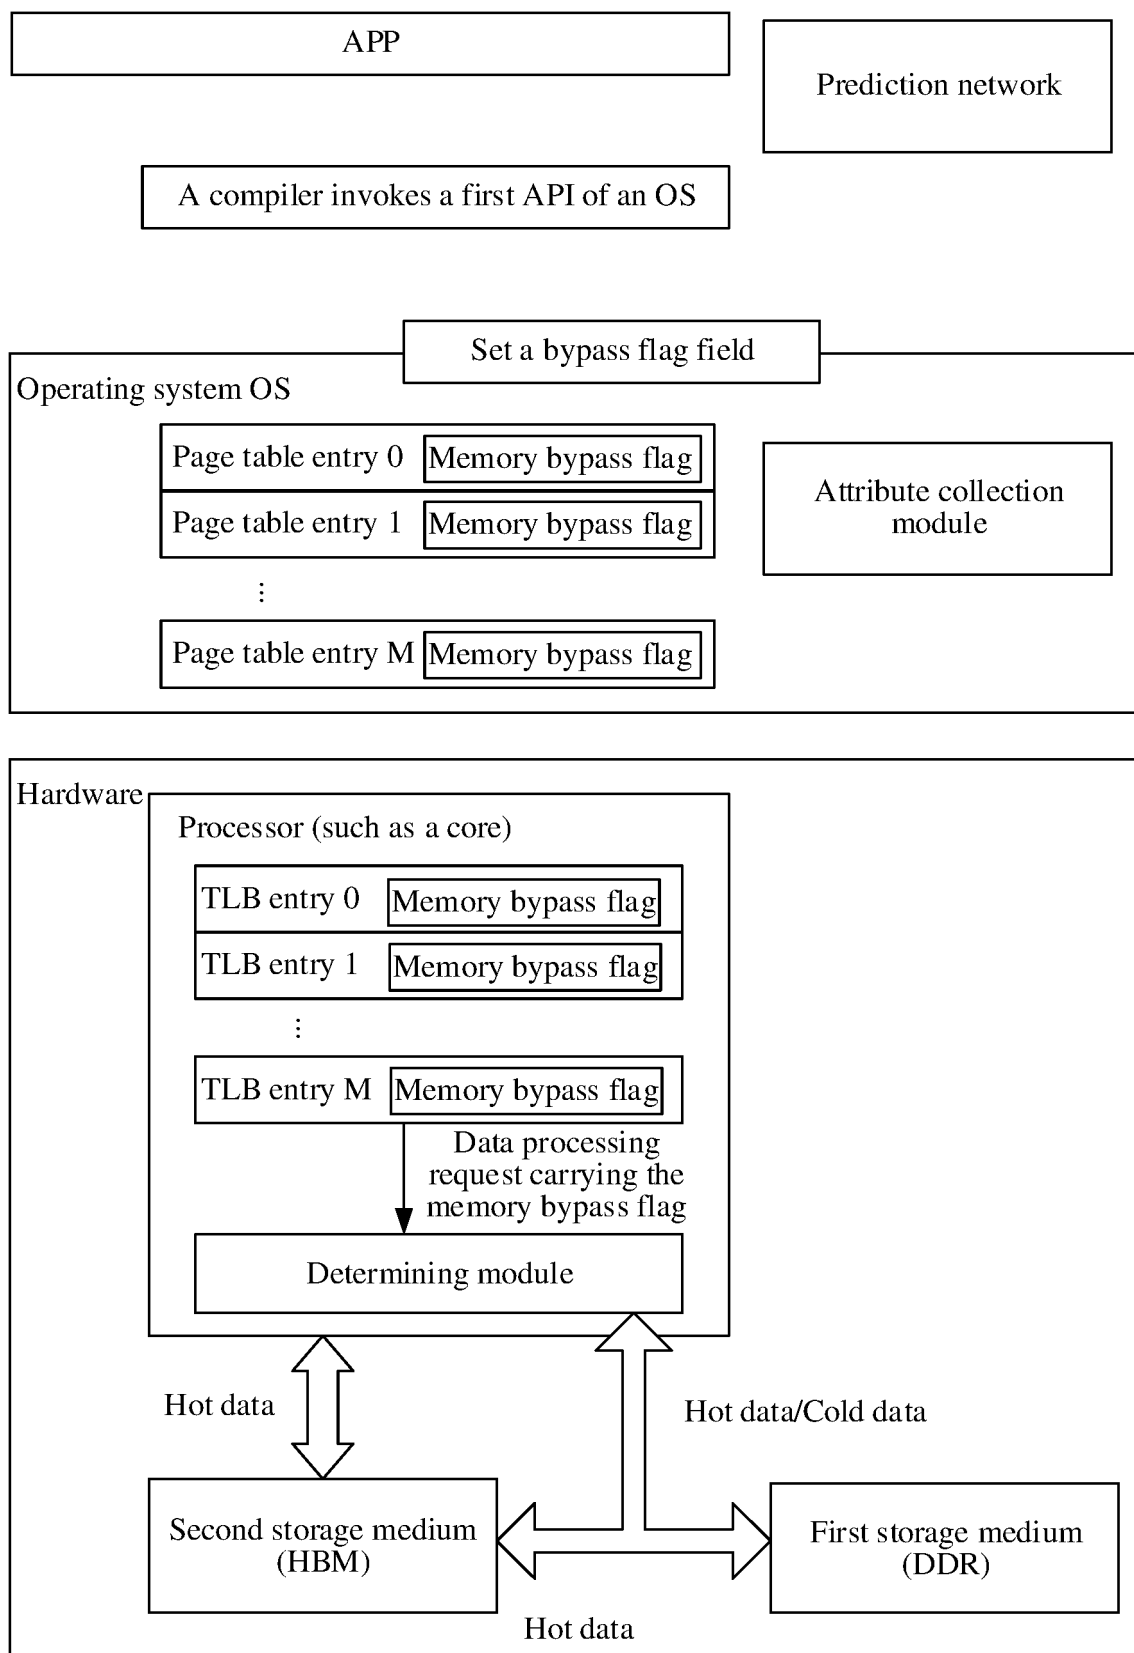 APP
Prediction network
A compiler invokes a first API of an OS
Set a bypass flag field
Operating system OS
Page table entry 0 Memory bypass flag
Page table entry 1 Memory bypass flag
⋮
Page table entry M Memory bypass flag
Attribute collection
module
Hardware
Processor (such as a core)
TLB entry 0 Memory bypass flag
TLB entry 1 Memory bypass flag
⋮
TLB entry M Memory bypass flag
Data processing
request carrying the
memory bypass flag
Determining module
Hot data
Hot data/Cold data
Second storage medium
(HBM)
First storage medium
(DDR)
Hot data